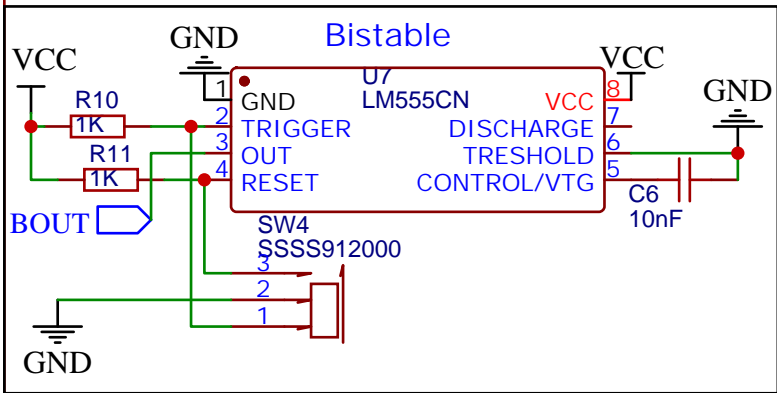 Bistable
GND
VCC
VCC
GND
U7
LM555CN
R10
1K
R11
1K
1
GND
2
TRIGGER
3
OUT
4
RESET
8
VCC
7
DISCHARGE
6
TRESHOLD
5
CONTROL/VTG
C6
10nF
BOUT
SW4
SSSS912000
3
2
1
GND